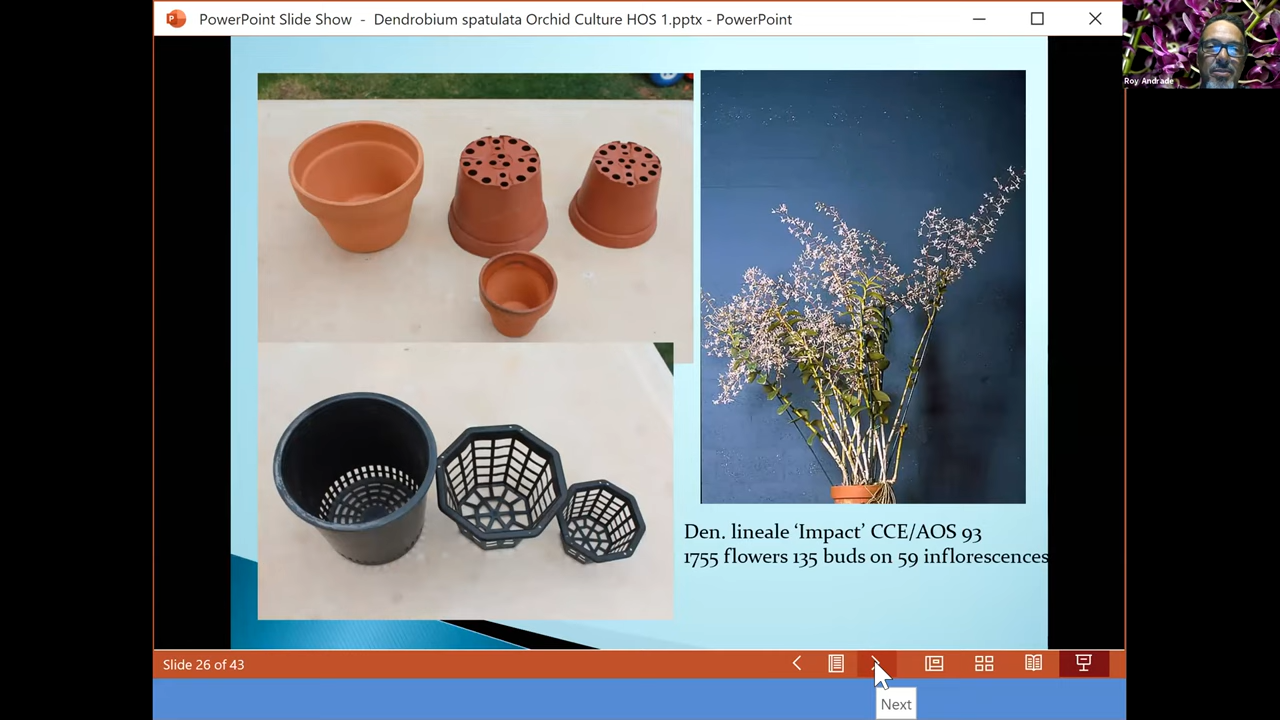 PowerPoint Slide Show - Dendrobium spatulata Orchid Culture HOS 1.pptx - PowerPoint
Roy Andrade
Den. lineale ‘Impact’ CCE/AOS 93
1755 flowers 135 buds on 59 inflorescences
Slide 26 of 43
Next